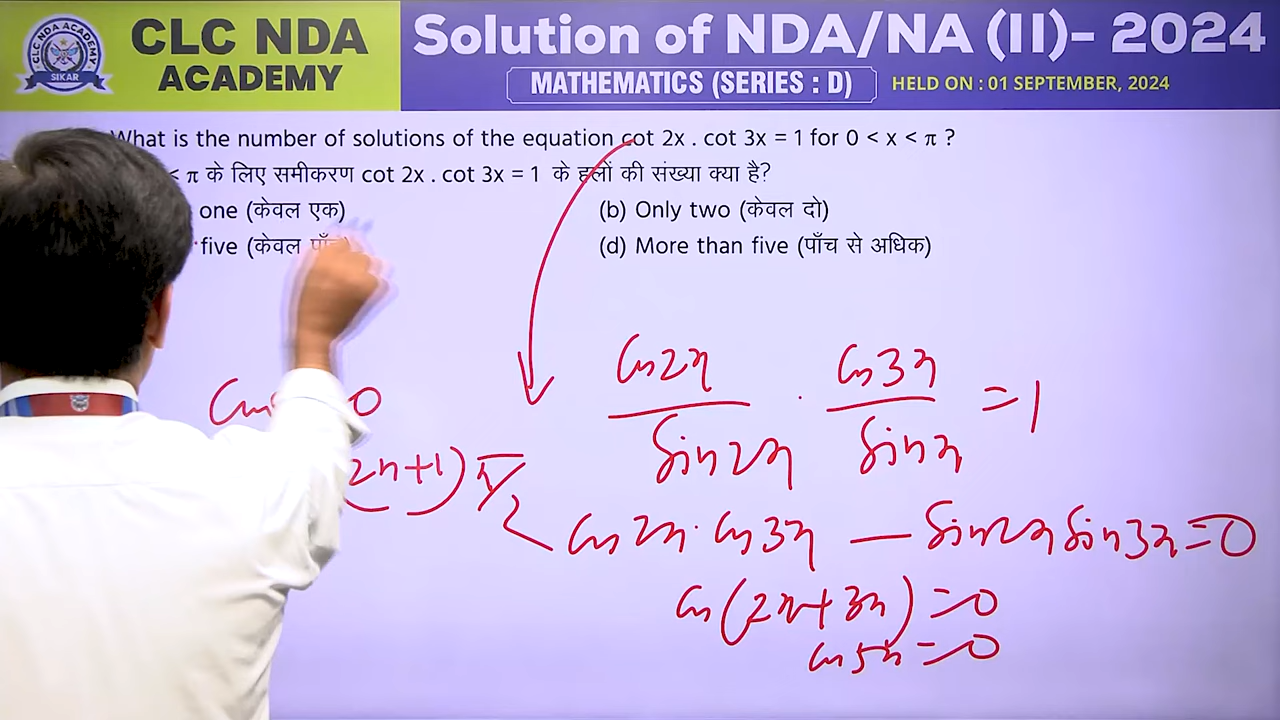 CLC NDA ACADEMY
SIKAR
CLC NDA
ACADEMY
Solution of NDA/NA (II)- 2024
MATHEMATICS (SERIES : D)
HELD ON : 01 SEPTEMBER, 2024
What is the number of solutions of the equation cot 2x . cot 3x = 1 for 0 < x < π ?
< π के लिए समीकरण cot 2x . cot 3x = 1 के हलों की संख्या क्या है?
one (केवल एक)
(b) Only two (केवल दो)
five (केवल पाँच)
(d) More than five (पाँच से अधिक)
cos2x/sin2x . cos3x/sinx = 1
cos 0
2n+1) π/2
cos2x. cos3x — sin2x sin3x = 0
cos(2x+3x) = 0
cos5x = 0